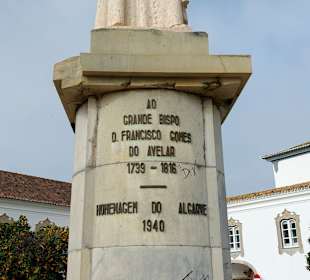 AO
GRANDE BISPO
D. FRANCISCO GOMES
DO AVELAR
1739 — 1816
HOMENAGEM DO ALGARVE
1940